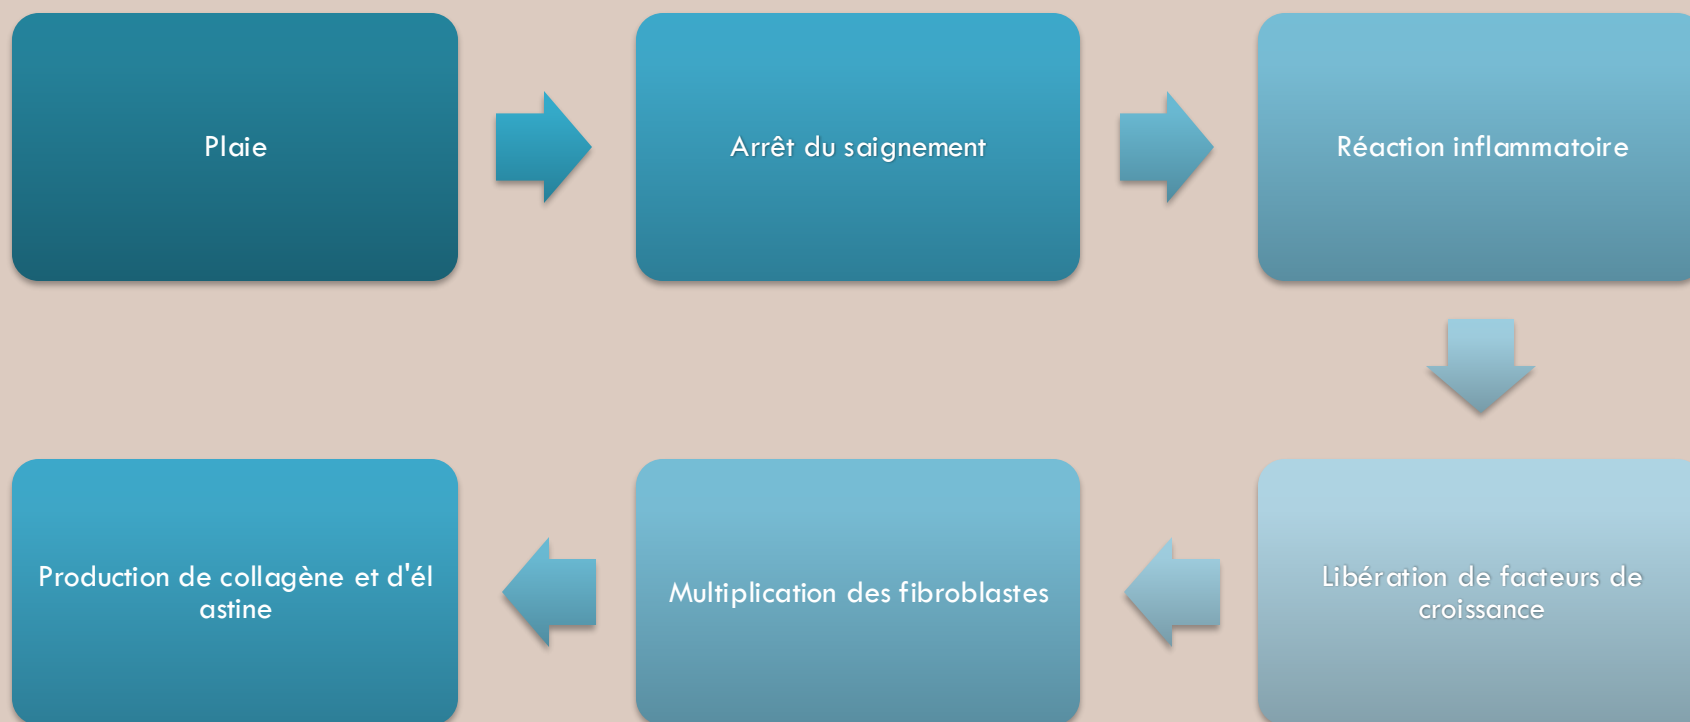 Plaie
Arrêt du saignement
Réaction inflammatoire
Libération de facteurs de
croissance
Multiplication des fibroblastes
Production de collagène et d'él
astine